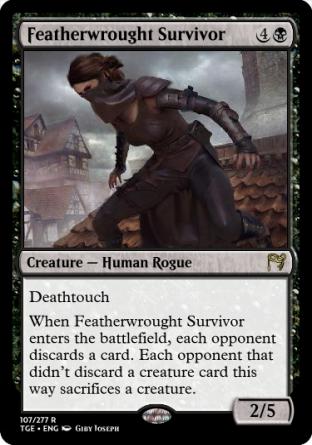 Featherwrought Survivor 4
Creature — Human Rogue
Deathtouch
When Featherwrought Survivor
enters the battlefield, each opponent
discards a card. Each opponent that
didn't discard a creature card this
way sacrifices a creature.
2/5
107/277 R
TGE • ENG Giby Joseph